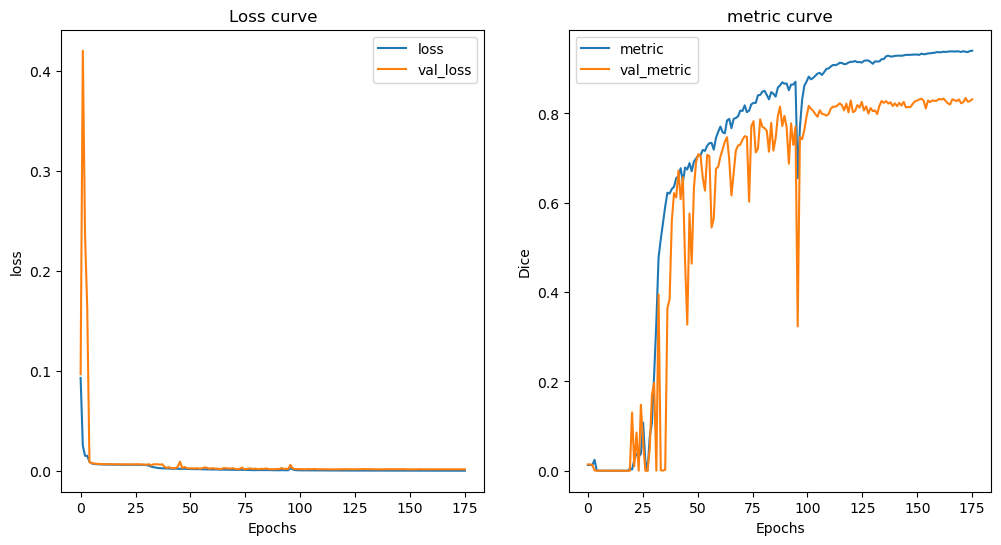 Loss curve
loss
val_loss
loss
0.4
0.3
0.2
0.1
0.0
0 25 50 75 100 125 150 175
Epochs
metric curve
metric
val_metric
Dice
0.8
0.6
0.4
0.2
0.0
0 25 50 75 100 125 150 175
Epochs